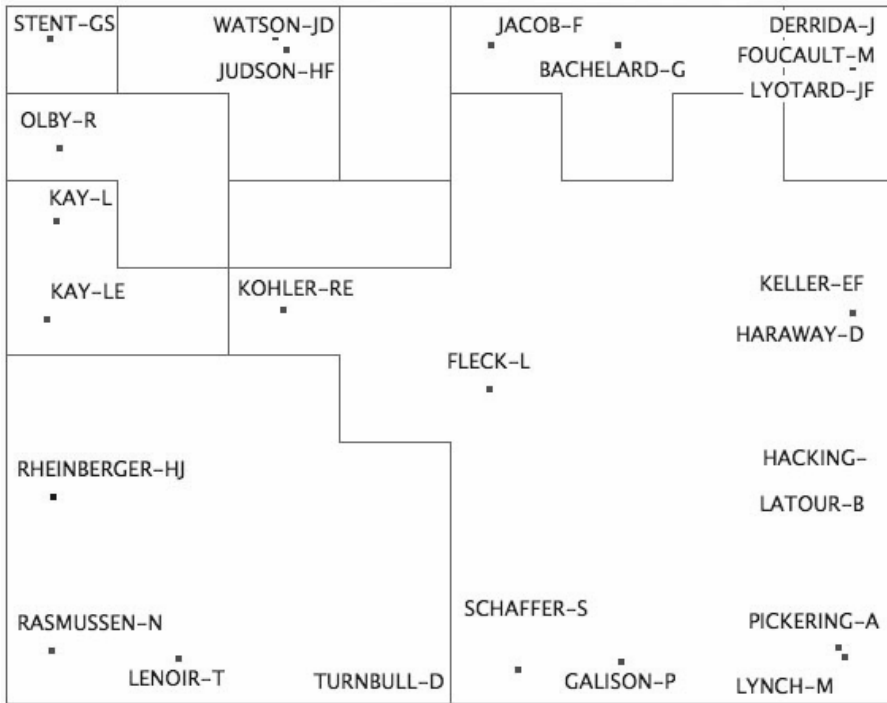 STENT-GS
WATSON-JD
JUDSON-HF
JACOB-F
BACHELARD-G
DERRIDA-J
FOUCAULT-M
LYOTARD-JF
OLBY-R
KAY-L
KAY-LE
KOHLER-RE
KELLER-EF
HARAWAY-D
FLECK-L
RHEINBERGER-HJ
HACKING-
LATOUR-B
RASMUSSEN-N
LENOIR-T
TURNBULL-D
SCHAFFER-S
GALISON-P
PICKERING-A
LYNCH-M